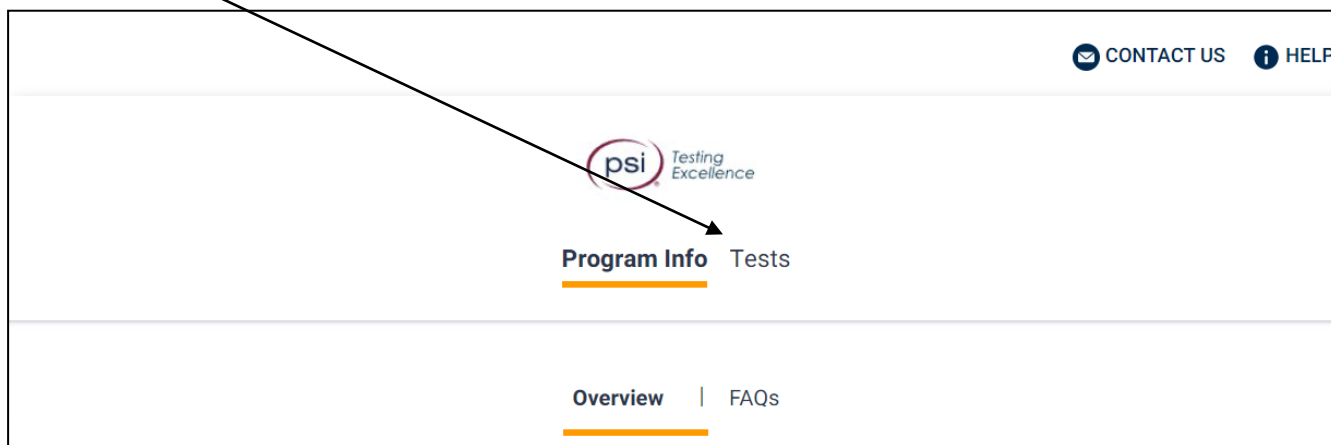 CONTACT US HELP
psi Testing
Excellence
Program Info Tests
Overview | FAQs